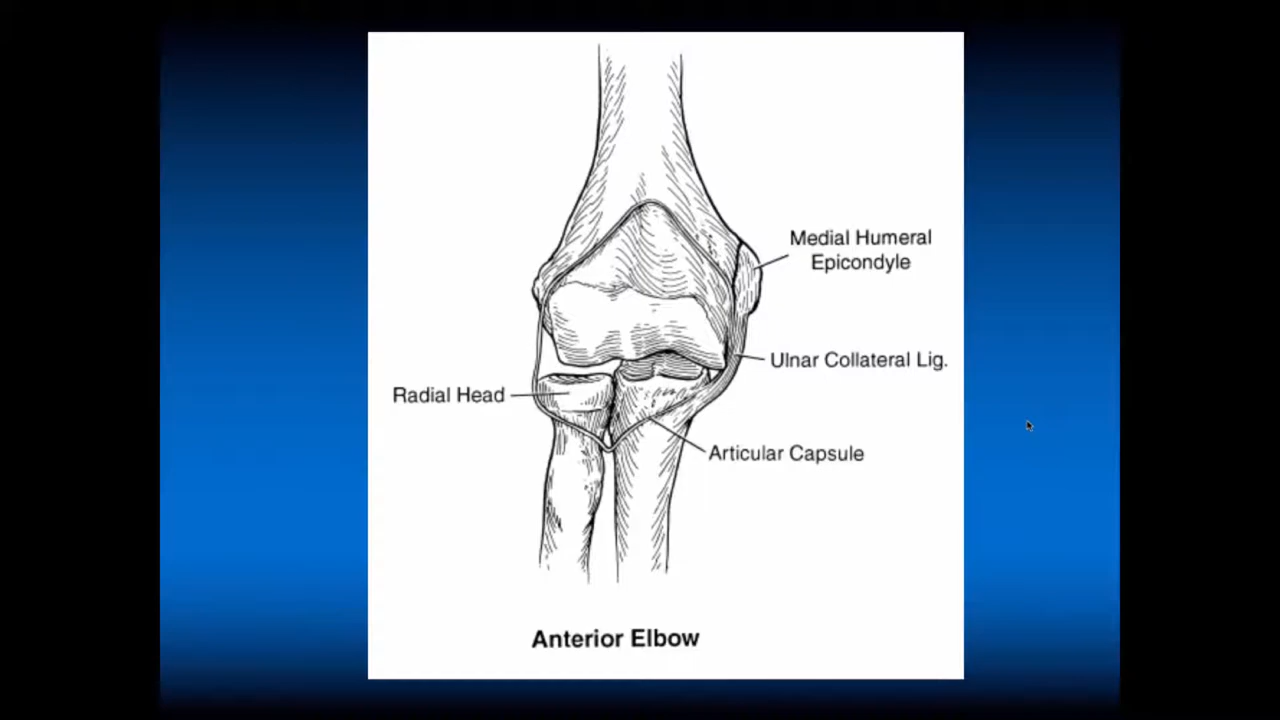 Medial Humeral
Epicondyle
Ulnar Collateral Lig.
Radial Head
Articular Capsule
Anterior Elbow